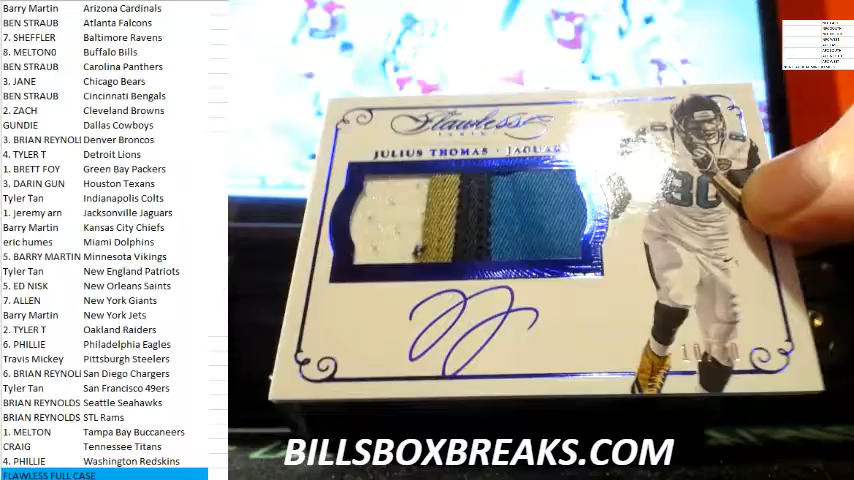 Barry Martin Arizona Cardinals
BEN STRAUB Atlanta Falcons
7. SHEFFLER Baltimore Ravens
8. MELTON0 Buffalo Bills
BEN STRAUB Carolina Panthers
3. JANE Chicago Bears
BEN STRAUB Cincinnati Bengals
2. ZACH Cleveland Browns
GUNDIE Dallas Cowboys
3. BRIAN REYNOLI Denver Broncos
4. TYLER T Detroit Lions
1. BRETT FOY Green Bay Packers
3. DARIN GUN Houston Texans
Tyler Tan Indianapolis Colts
1. jeremy arn Jacksonville Jaguars
Barry Martin Kansas City Chiefs
eric humes Miami Dolphins
5. BARRY MARTIN Minnesota Vikings
Tyler Tan New England Patriots
5. ED NISK New Orleans Saints
7. ALLEN New York Giants
Barry Martin New York Jets
2. TYLER T Oakland Raiders
6. PHILLIE Philadelphia Eagles
Travis Mickey Pittsburgh Steelers
6. BRIAN REYNOLI San Diego Chargers
Tyler Tan San Francisco 49ers
BRIAN REYNOLDS Seattle Seahawks
BRIAN REYNOLDS STL Rams
1. MELTON Tampa Bay Buccaneers
CRAIG Tennessee Titans
4. PHILLIE Washington Redskins
FLAWLESS FULL CASE
Flawless
PANINI
JULIUS THOMAS · JAGUA
80
BILLSBOXBREAKS.COM